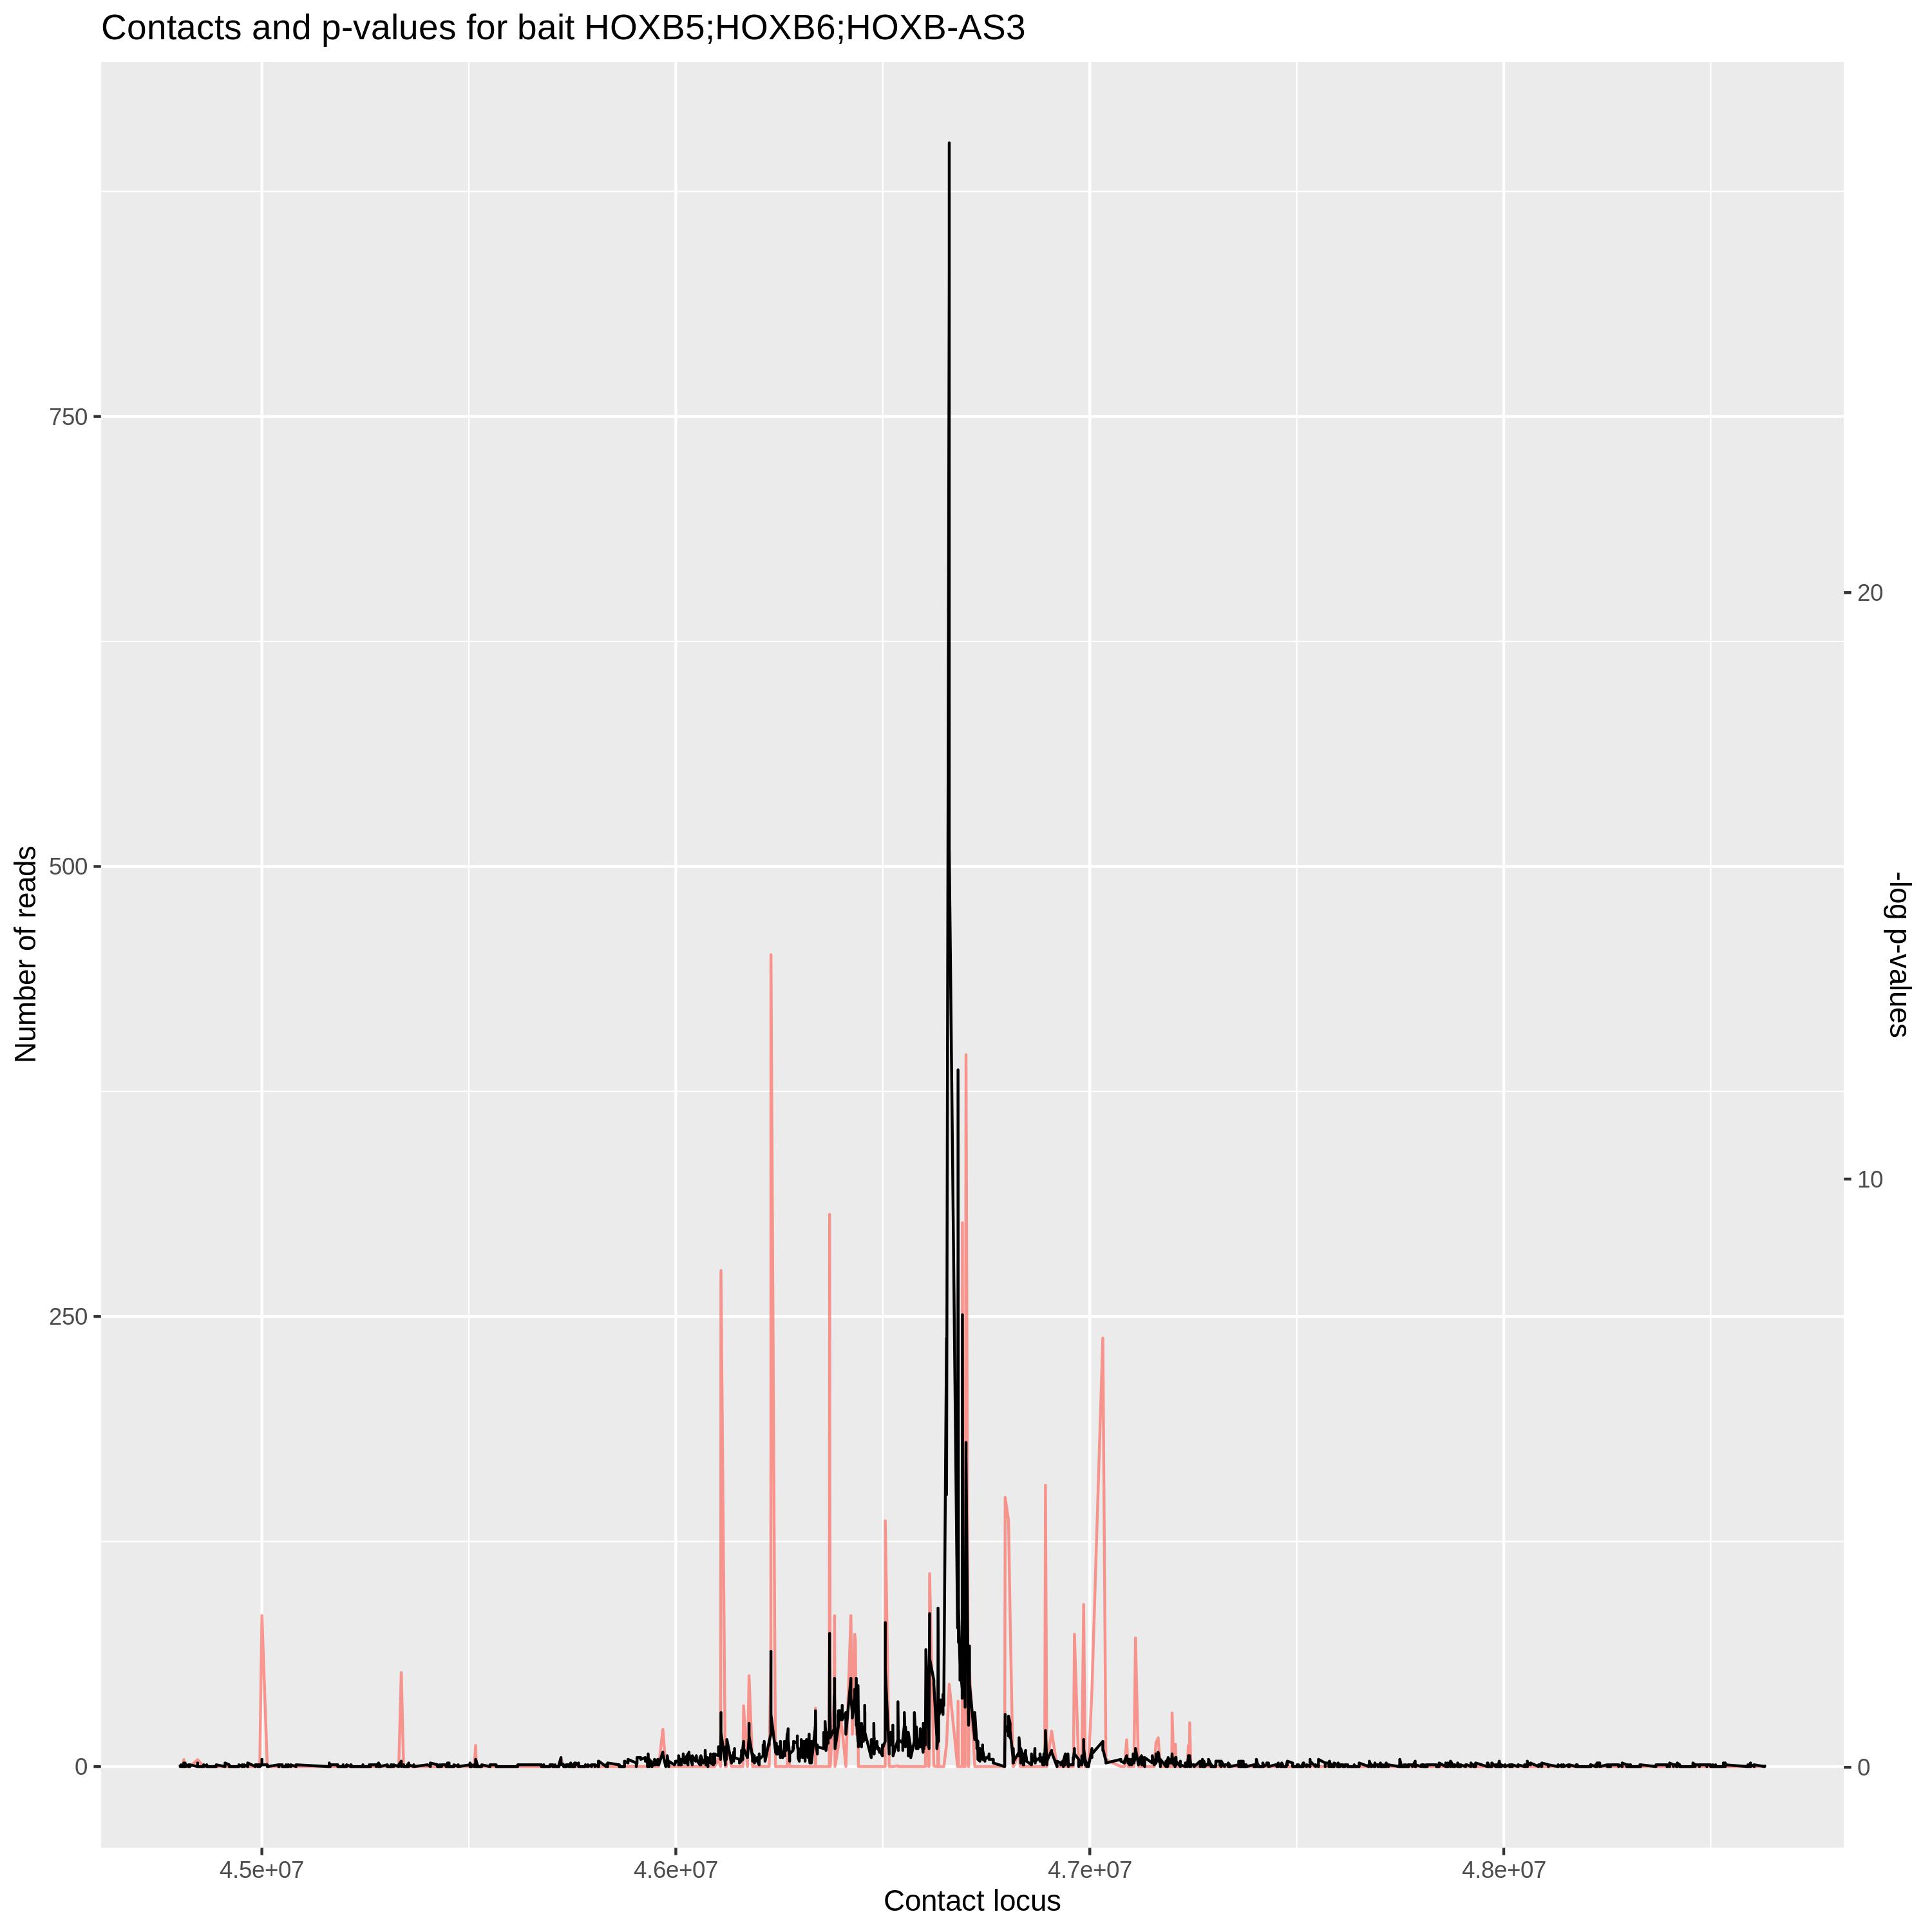 Contacts and p-values for bait HOXB5;HOXB6;HOXB-AS3
750
500
250
0
Number of reads
20
10
0
-log p-values
4.5e+07
4.6e+07
4.7e+07
4.8e+07
Contact locus